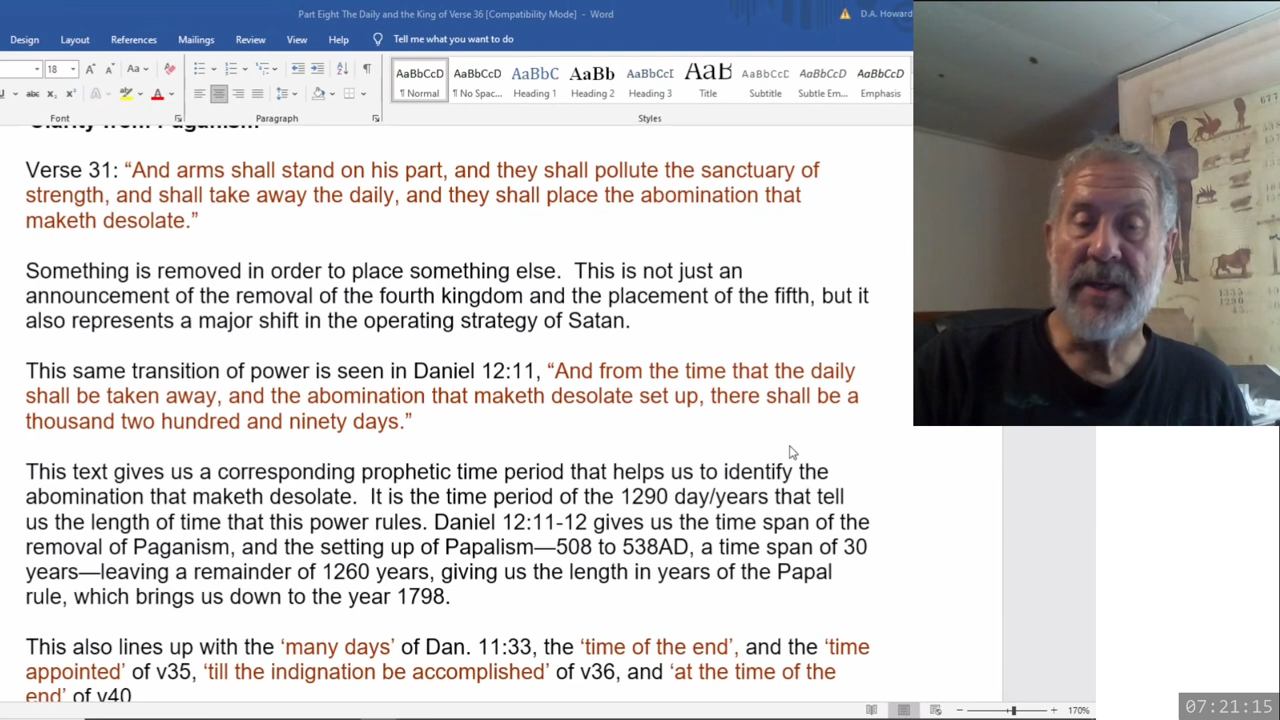 Part Eight The Daily and the King of Verse 36 [Compatibility Mode] - Word
D.A. Howard
Design Layout References Mailings Review View Help Tell me what you want to do
18
AaBbCcD AaBbCcD AaBbC AaBb AaBbCcI AaB AaBbCcD AaBbCcD AaBbCcD
¶ Normal ¶ No Spac... Heading 1 Heading 2 Heading 3 Title Subtitle Subtle Em... Emphasis
Font Paragraph Styles
Clarity from Paganism
Verse 31: “And arms shall stand on his part, and they shall pollute the sanctuary of
strength, and shall take away the daily, and they shall place the abomination that
maketh desolate.”
Something is removed in order to place something else. This is not just an
announcement of the removal of the fourth kingdom and the placement of the fifth, but it
also represents a major shift in the operating strategy of Satan.
This same transition of power is seen in Daniel 12:11, “And from the time that the daily
shall be taken away, and the abomination that maketh desolate set up, there shall be a
thousand two hundred and ninety days.”
This text gives us a corresponding prophetic time period that helps us to identify the
abomination that maketh desolate. It is the time period of the 1290 day/years that tell
us the length of time that this power rules. Daniel 12:11-12 gives us the time span of the
removal of Paganism, and the setting up of Papalism—508 to 538AD, a time span of 30
years—leaving a remainder of 1260 years, giving us the length in years of the Papal
rule, which brings us down to the year 1798.
This also lines up with the ‘many days’ of Dan. 11:33, the ‘time of the end’, and the ‘time
appointed’ of v35, ‘till the indignation be accomplished’ of v36, and ‘at the time of the
end’ of v40
170%
677
1335
1290
07:21:15